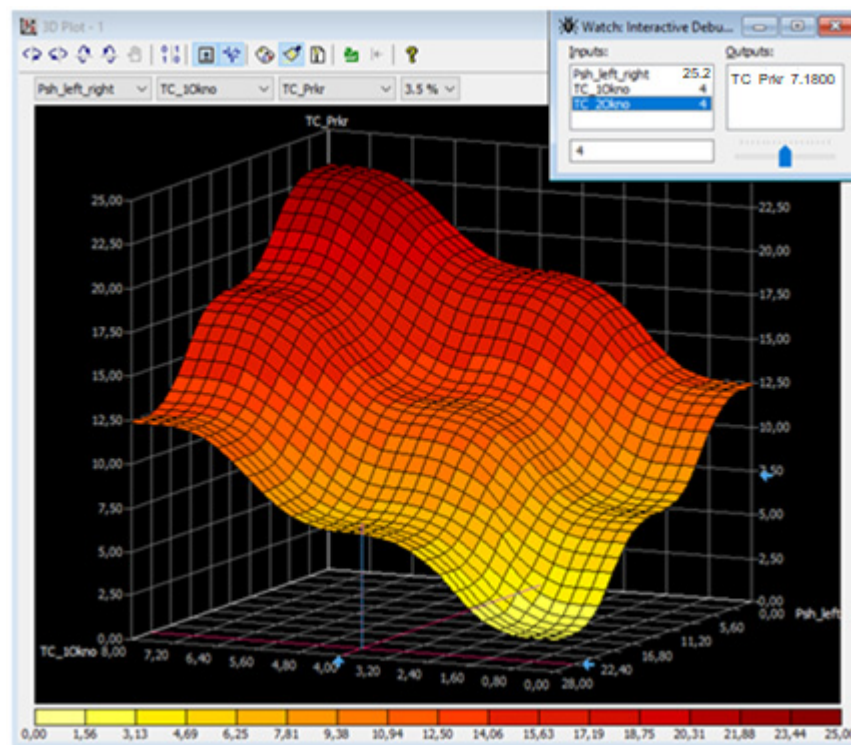 3D Plot - 1
Watch: Interactive Debu...
Inputs:
Outputs:
Psh_left_right 25.2
TC_1Okno 4
TC_2Okno 4
TC Prkr 7.1800
4
Psh_left_right
TC_1Okno
TC_Prkr
3.5 %
TC_Prkr
25,00
22,50
20,00
17,50
15,00
12,50
10,00
7,50
5,00
2,50
0,00
22,50
20,00
17,50
15,00
12,50
10,00
7,50
5,00
2,50
0,00
TC_1Okno 8,00
7,20
6,40
5,60
4,80
4,00
3,20
2,40
1,60
0,80
0,00
28,00
22,40
16,80
11,20
5,60
0,00
Psh_left
0,00 1,56 3,13 4,69 6,25 7,81 9,38 10,94 12,50 14,06 15,63 17,19 18,75 20,31 21,88 23,44 25,00